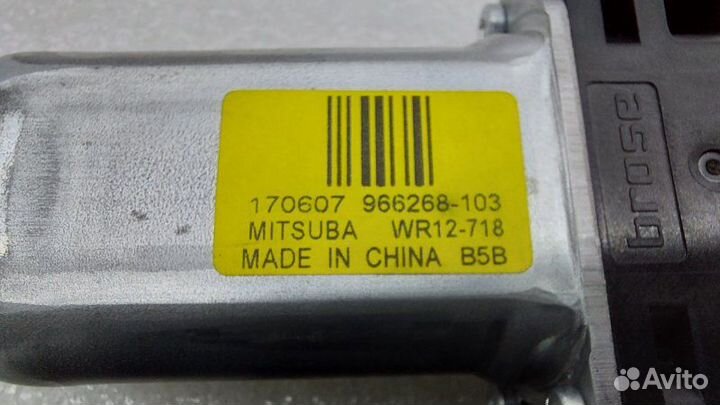 170607 966268-103
MITSUBA WR12-718
MADE IN CHINA B5B
brose
Avito